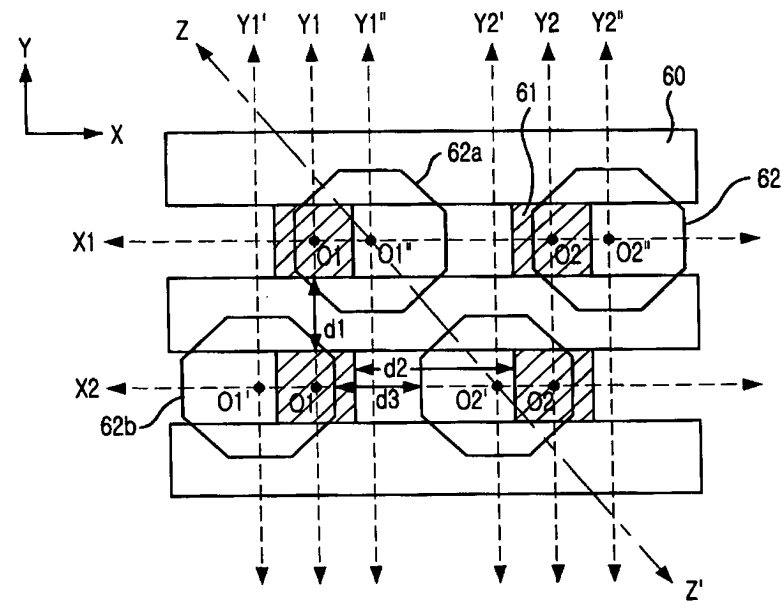 Y1' Y1 Y1" Y2' Y2 Y2"
Z
Y
X
61
60
62a
62
X1
O1 O1" O2 O2"
d1
X2
d2
d3
O1' O1 O2' O2
62b
Z'